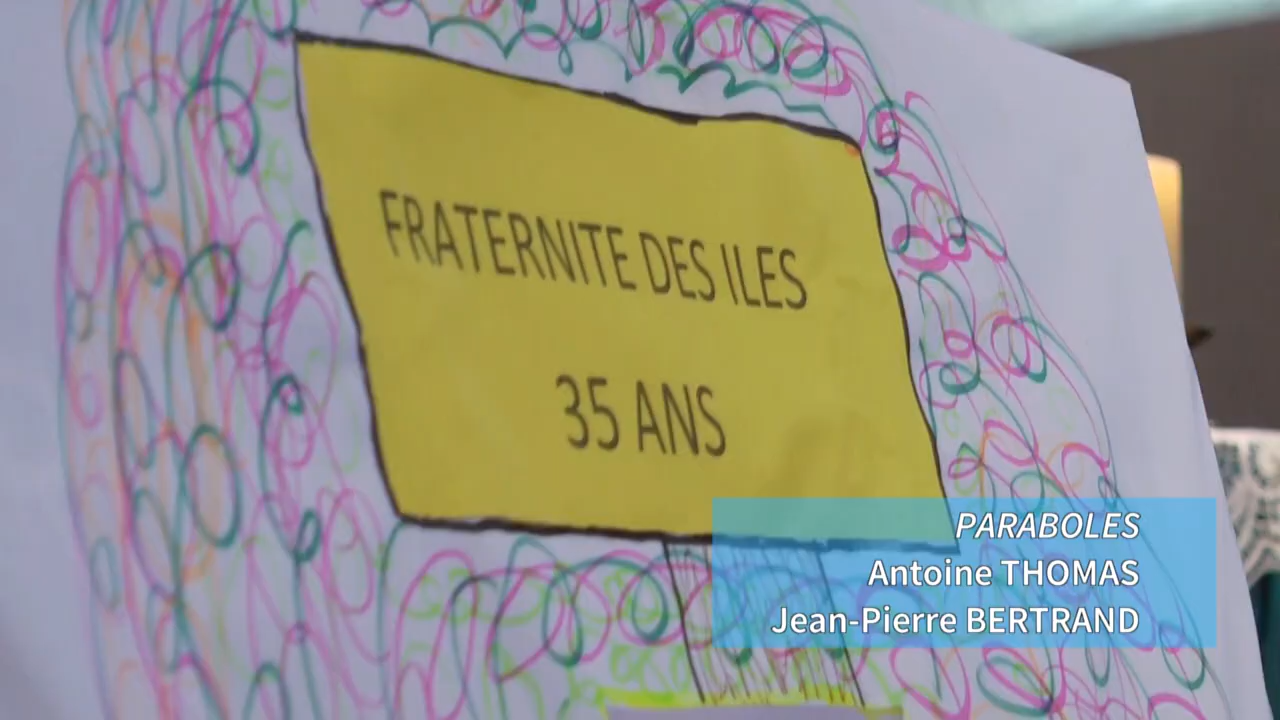 FRATERNITE DES ILES
35 ANS
PARABOLES
Antoine THOMAS
Jean-Pierre BERTRAND